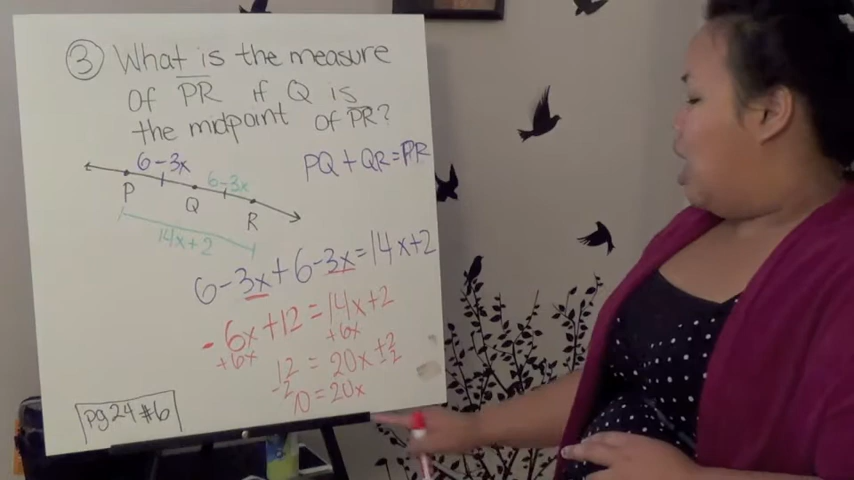 ③ What is the measure
of PR if Q is
the midpoint of PR?
6-3x
PQ+QR=PR
6-3x
P
Q
R
14x+2
6-3x+6-3x=14x+2
-6x+12=14x+2
+6x +6x
12=20x+2
-2 -2
10=20x
pg 24 #6